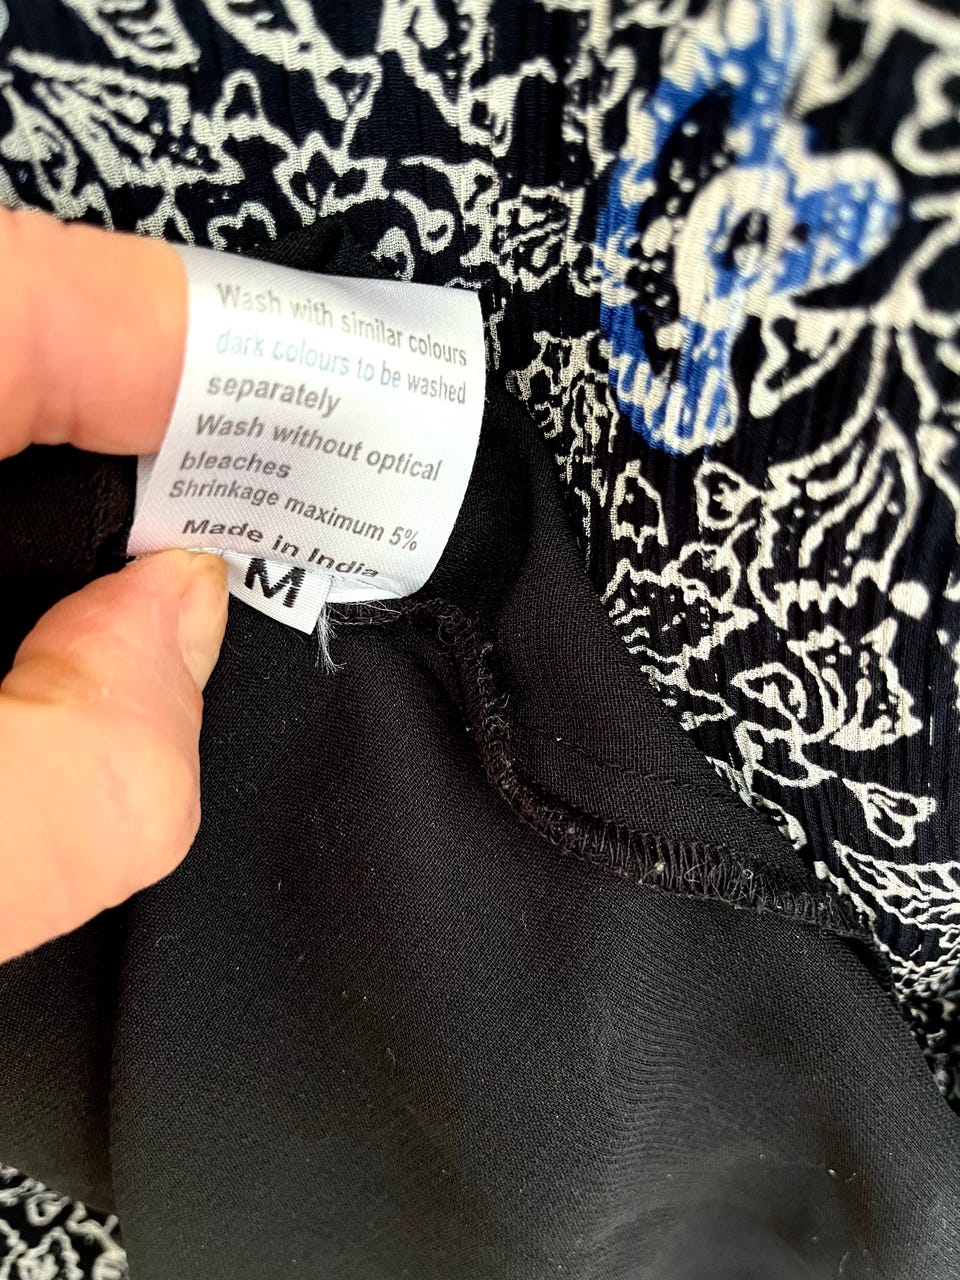 Wash with similar colours
dark colours to be washed
separately
Wash without optical
bleaches
Shrinkage maximum 5%
Made in India
M